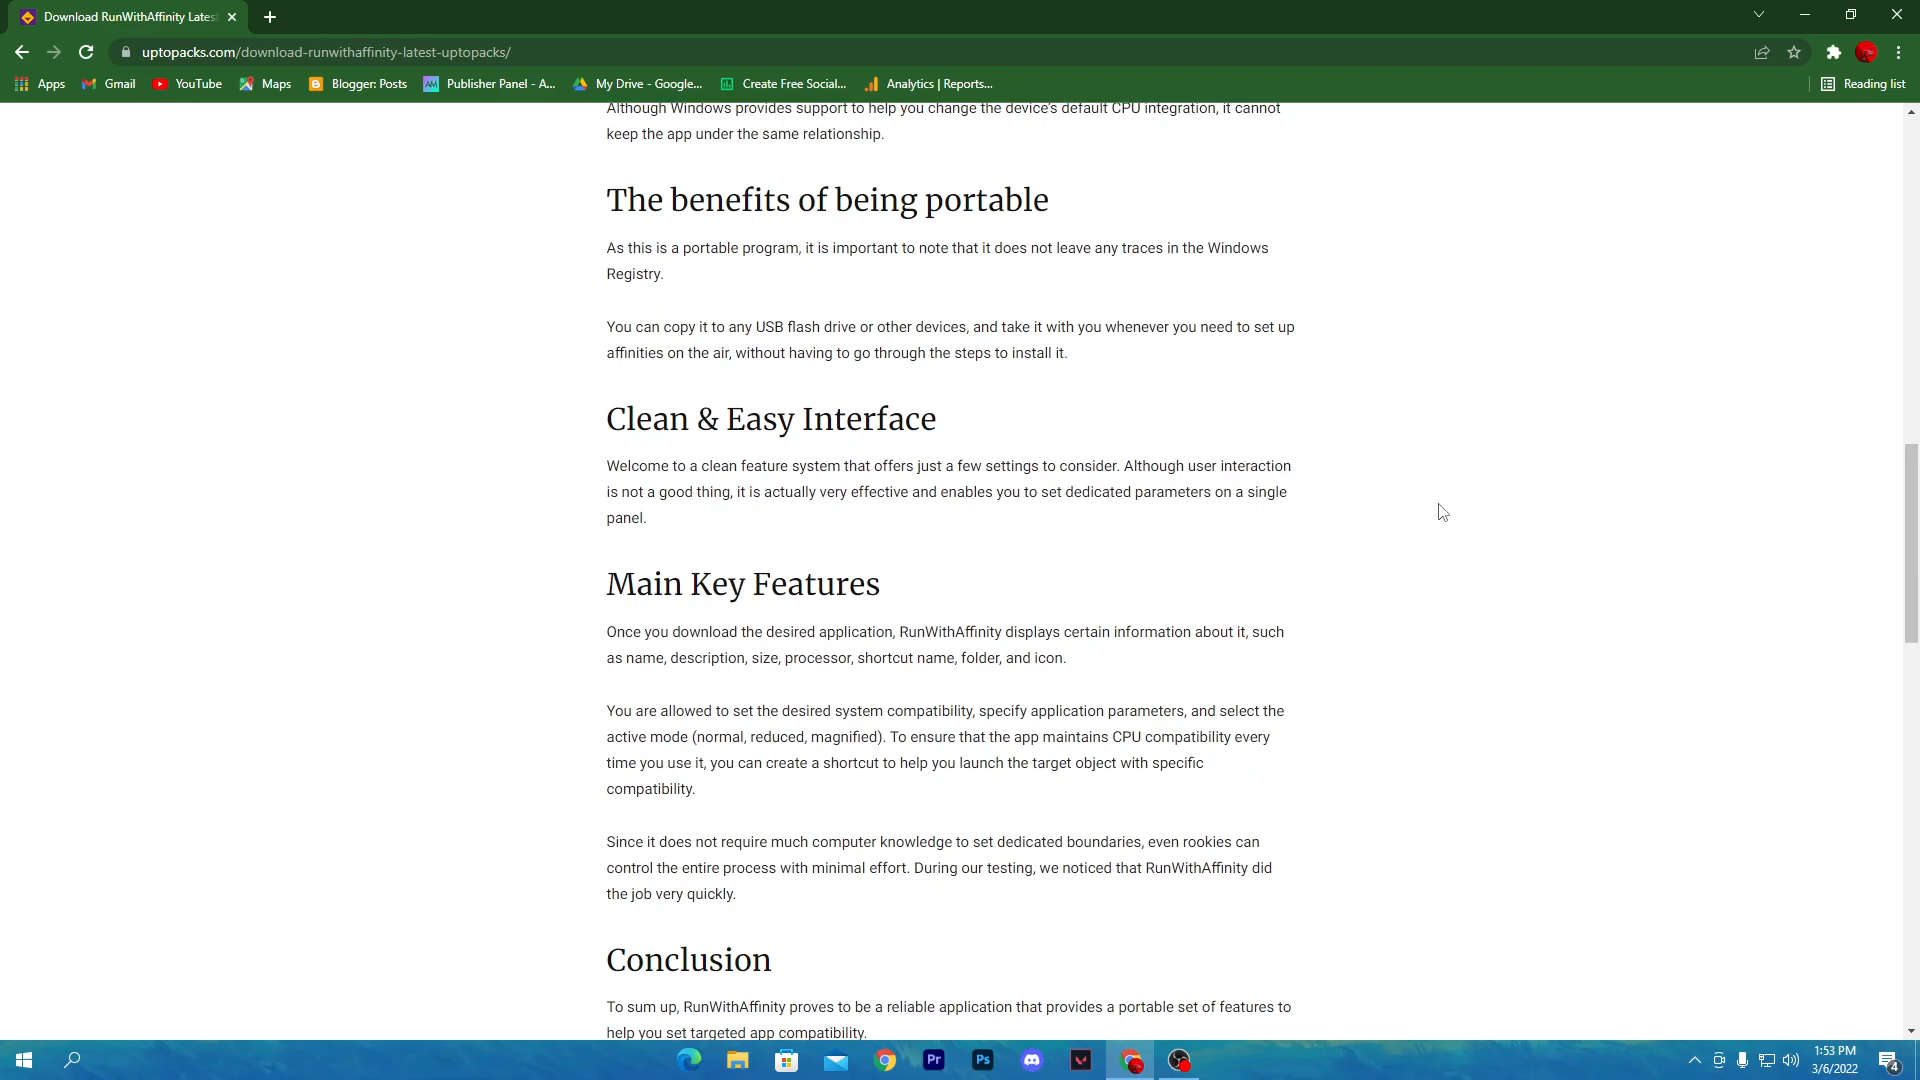 Download RunWithAffinity Lates
uptopacks.com/download-runwithaffinity-latest-uptopacks/
Apps Gmail YouTube Maps Blogger: Posts Publisher Panel - A... My Drive - Google... Create Free Social... Analytics | Reports... Reading list
Although Windows provides support to help you change the device's default CPU integration, it cannot
keep the app under the same relationship.
The benefits of being portable
As this is a portable program, it is important to note that it does not leave any traces in the Windows
Registry.
You can copy it to any USB flash drive or other devices, and take it with you whenever you need to set up
affinities on the air, without having to go through the steps to install it.
Clean & Easy Interface
Welcome to a clean feature system that offers just a few settings to consider. Although user interaction
is not a good thing, it is actually very effective and enables you to set dedicated parameters on a single
panel.
Main Key Features
Once you download the desired application, RunWithAffinity displays certain information about it, such
as name, description, size, processor, shortcut name, folder, and icon.
You are allowed to set the desired system compatibility, specify application parameters, and select the
active mode (normal, reduced, magnified). To ensure that the app maintains CPU compatibility every
time you use it, you can create a shortcut to help you launch the target object with specific
compatibility.
Since it does not require much computer knowledge to set dedicated boundaries, even rookies can
control the entire process with minimal effort. During our testing, we noticed that RunWithAffinity did
the job very quickly.
Conclusion
To sum up, RunWithAffinity proves to be a reliable application that provides a portable set of features to
help you set targeted app compatibility.
Pr Ps
1:53 PM
3/6/2022
4